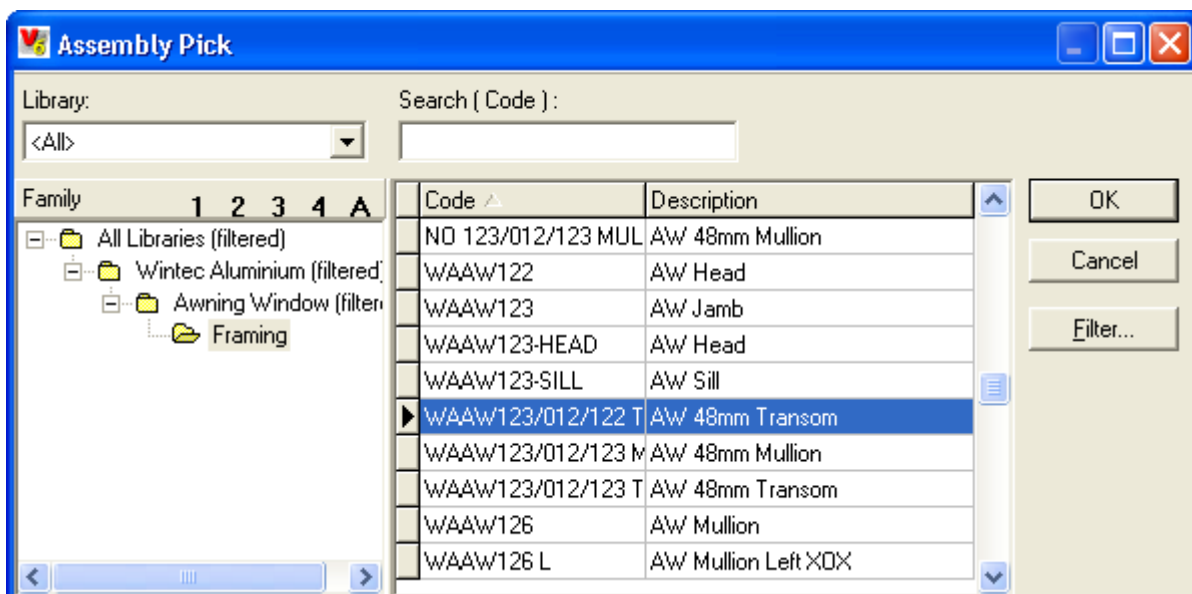 Assembly Pick
Library: Search ( Code ) :
<All>
Family 1 2 3 4 A Code Description OK
All Libraries (filtered) NO 123/012/123 MUL AW 48mm Mullion
Wintec Aluminium (filtered) WAAW122 AW Head Cancel
Awning Window (filter WAAW123 AW Jamb
Framing WAAW123-HEAD AW Head Filter...
WAAW123-SILL AW Sill
WAAW123/012/122 T AW 48mm Transom
WAAW123/012/123 M AW 48mm Mullion
WAAW123/012/123 T AW 48mm Transom
WAAW126 AW Mullion
WAAW126 L AW Mullion Left XOX